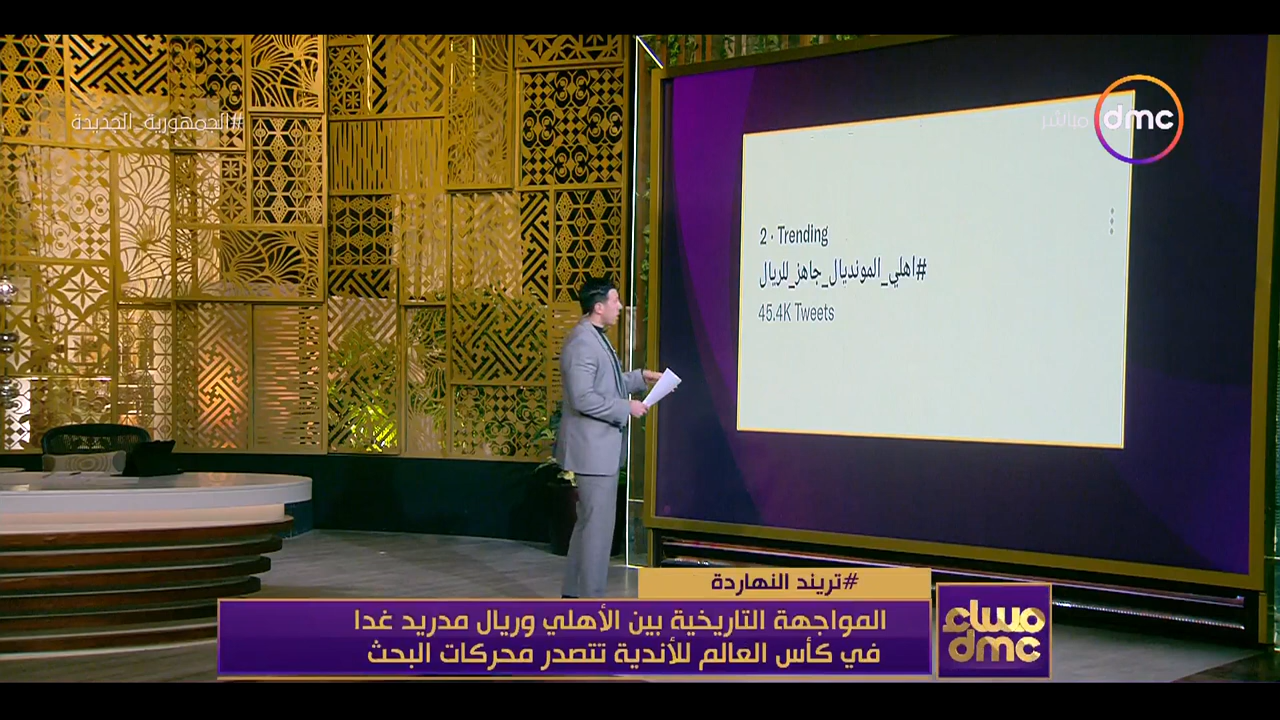 #الجمهورية_الجديدة
مباشر
dmc
2 · Trending
#اهلي_المونديال_جاهز_للريال
45.4K Tweets
#تريند النهاردة
المواجهة التاريخية بين الأهلي وريال مدريد غدا
في كأس العالم للأندية تتصدر محركات البحث
مساء
dmc